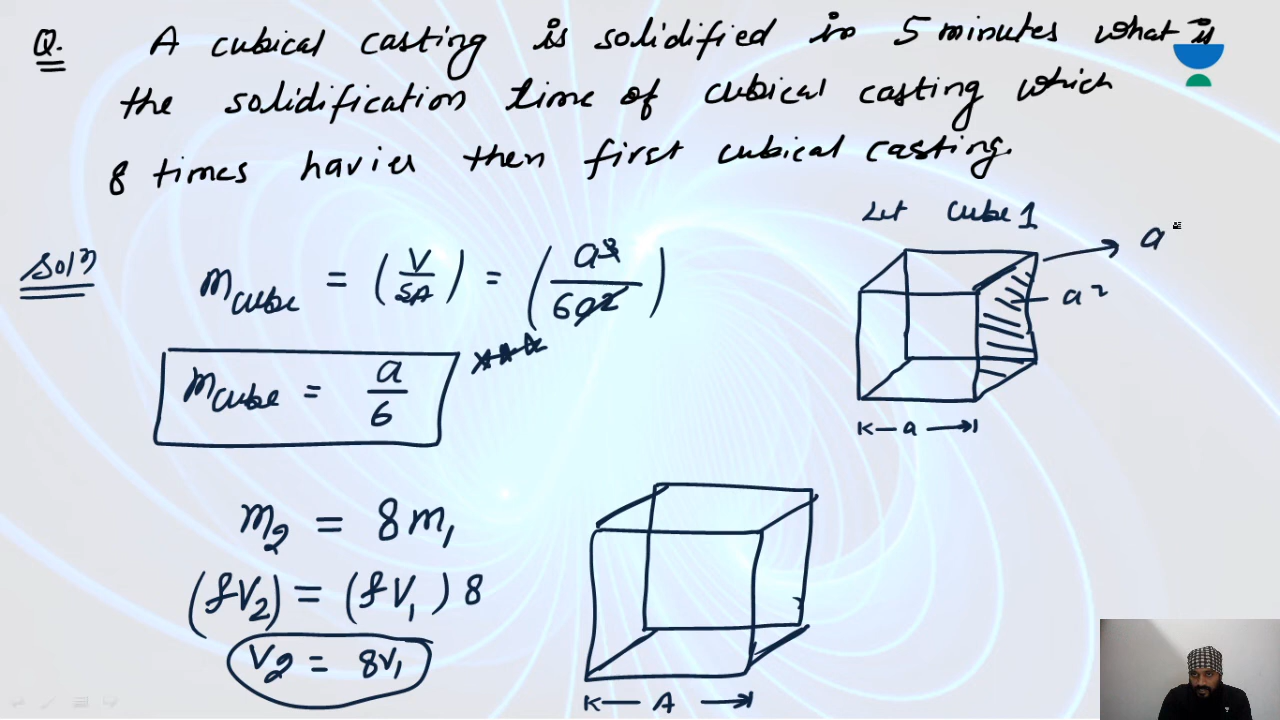 Q. A cubical casting is solidified in 5 minutes what is
the solidification time of cubical casting which
8 times havier then first cubical casting.
Let cube 1
a
a²
Solⁿ
m cube = (V/SA) = (a³/6a²)
m cube = a/6
K— a —>|
m₂ = 8m₁
(ρV₂) = (ρV₁) 8
V₂ = 8V₁
K— A —>|